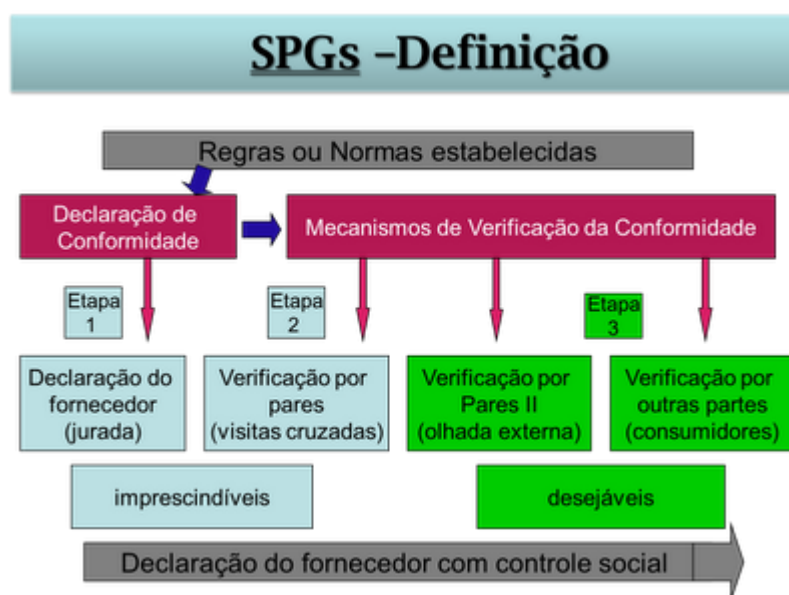 SPGs –Definição
Regras ou Normas estabelecidas
Declaração de
Conformidade
Mecanismos de Verificação da Conformidade
Etapa
1
Etapa
2
Etapa
3
Declaração do
fornecedor
(jurada)
Verificação por
pares
(visitas cruzadas)
Verificação por
Pares II
(olhada externa)
Verificação por
outras partes
(consumidores)
imprescindíveis
desejáveis
Declaração do fornecedor com controle social